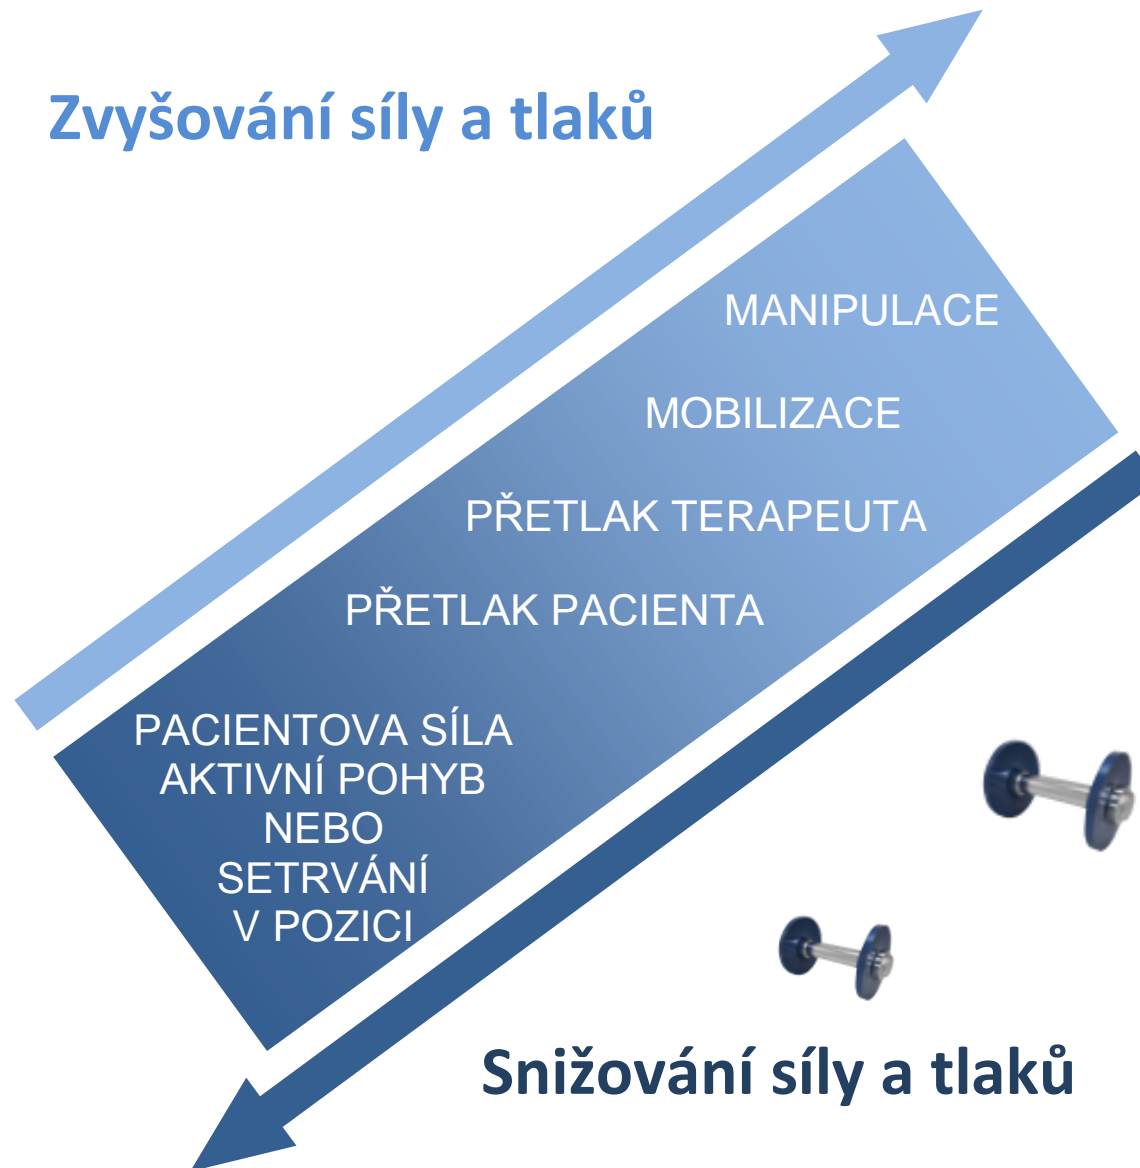 Zvyšování síly a tlaků
MANIPULACE
MOBILIZACE
PŘETLAK TERAPEUTA
PŘETLAK PACIENTA
PACIENTOVA SÍLA
AKTIVNÍ POHYB
NEBO
SETRVÁNÍ
V POZICI
Snižování síly a tlaků